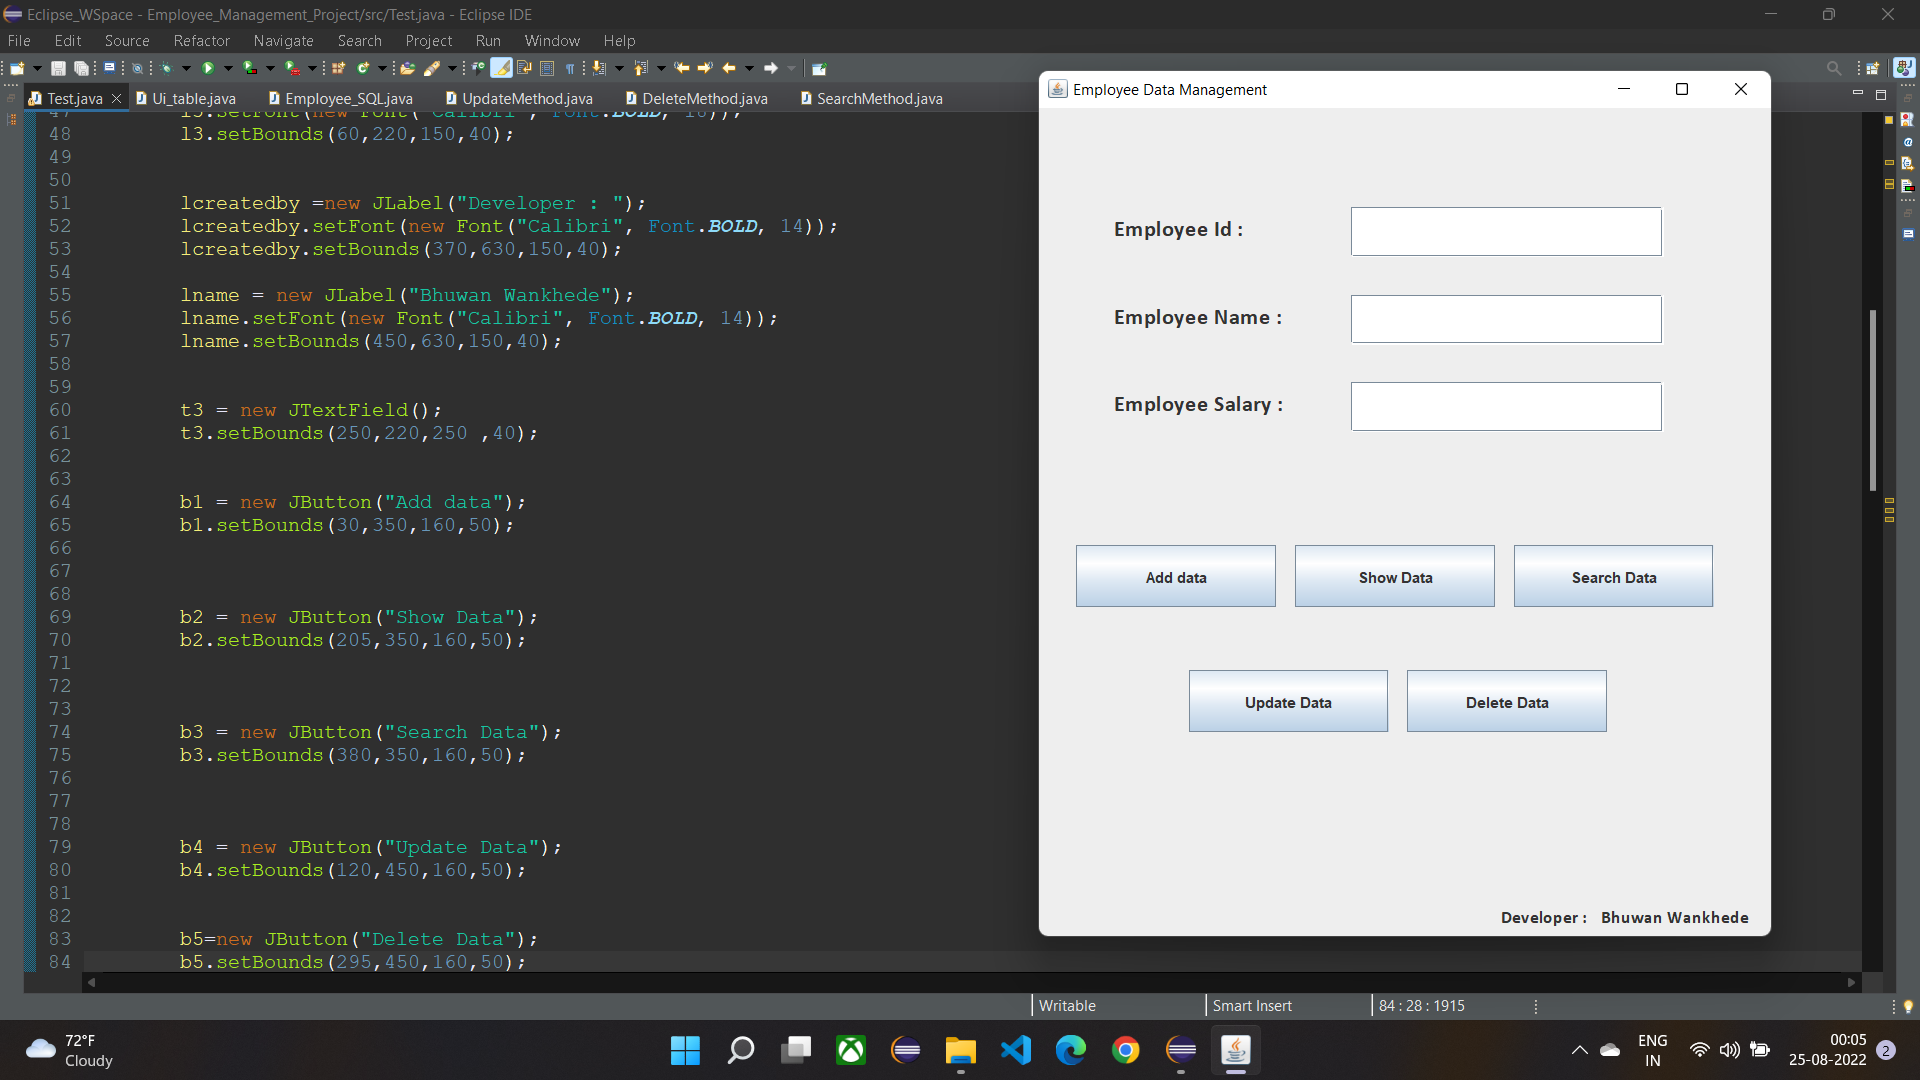 Eclipse_WSpace - Employee_Management_Project/src/Test.java - Eclipse IDE
File Edit Source Refactor Navigate Search Project Run Window Help
Test.java Ui_table.java Employee_SQL.java UpdateMethod.java DeleteMethod.java SearchMethod.java
48 l3.setBounds(60,220,150,40);
49
50
51 lcreatedby =new JLabel("Developer : ");
52 lcreatedby.setFont(new Font("Calibri", Font.BOLD, 14));
53 lcreatedby.setBounds(370,630,150,40);
54
55 lname = new JLabel("Bhuwan Wankhede");
56 lname.setFont(new Font("Calibri", Font.BOLD, 14));
57 lname.setBounds(450,630,150,40);
58
59
60 t3 = new JTextField();
61 t3.setBounds(250,220,250 ,40);
62
63
64 b1 = new JButton("Add data");
65 b1.setBounds(30,350,160,50);
66
67
68
69 b2 = new JButton("Show Data");
70 b2.setBounds(205,350,160,50);
71
72
73
74 b3 = new JButton("Search Data");
75 b3.setBounds(380,350,160,50);
76
77
78
79 b4 = new JButton("Update Data");
80 b4.setBounds(120,450,160,50);
81
82
83 b5=new JButton("Delete Data");
84 b5.setBounds(295,450,160,50);
Employee Data Management
Employee Id :
Employee Name :
Employee Salary :
Add data Show Data Search Data
Update Data Delete Data
Developer : Bhuwan Wankhede
Writable Smart Insert 84 : 28 : 1915
72°F
Cloudy
ENG
IN
00:05
25-08-2022
2